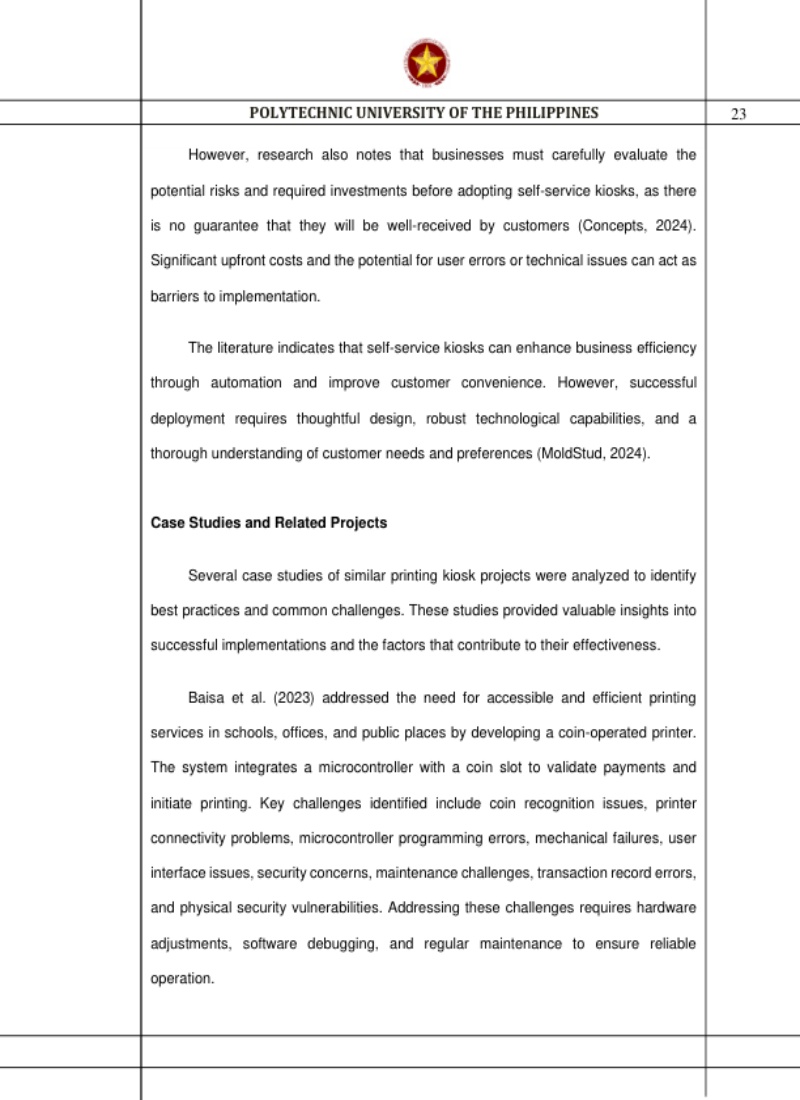 POLYTECHNIC UNIVERSITY OF THE PHILIPPINES
23
However, research also notes that businesses must carefully evaluate the
potential risks and required investments before adopting self-service kiosks, as there
is no guarantee that they will be well-received by customers (Concepts, 2024).
Significant upfront costs and the potential for user errors or technical issues can act as
barriers to implementation.
The literature indicates that self-service kiosks can enhance business efficiency
through automation and improve customer convenience. However, successful
deployment requires thoughtful design, robust technological capabilities, and a
thorough understanding of customer needs and preferences (MoldStud, 2024).
Case Studies and Related Projects
Several case studies of similar printing kiosk projects were analyzed to identify
best practices and common challenges. These studies provided valuable insights into
successful implementations and the factors that contribute to their effectiveness.
Baisa et al. (2023) addressed the need for accessible and efficient printing
services in schools, offices, and public places by developing a coin-operated printer.
The system integrates a microcontroller with a coin slot to validate payments and
initiate printing. Key challenges identified include coin recognition issues, printer
connectivity problems, microcontroller programming errors, mechanical failures, user
interface issues, security concerns, maintenance challenges, transaction record errors,
and physical security vulnerabilities. Addressing these challenges requires hardware
adjustments, software debugging, and regular maintenance to ensure reliable
operation.